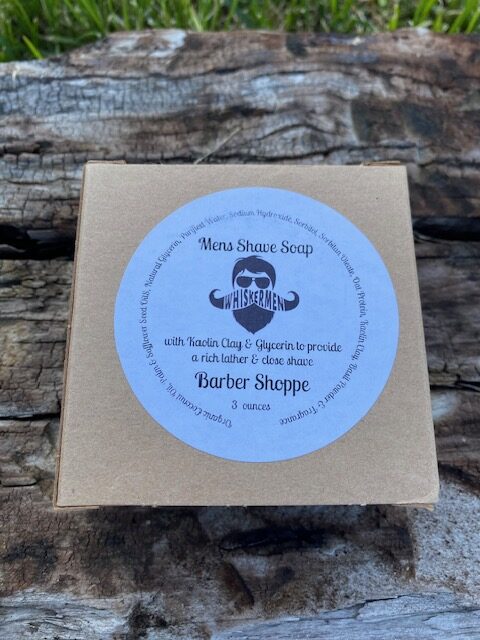 Organic Coconut Oil, Palm & Safflower Seed Oils, Natural Glycerin, Purified Water, Sodium Hydroxide, Sorbitol, Sorbitan Oleate, Oat Protein, Kaolin Clay, Powder & Fragrance
Mens Shave Soap
WHISKERMEN
with Kaolin Clay & Glycerin to provide
a rich lather & close shave
Barber Shoppe
3 ounces